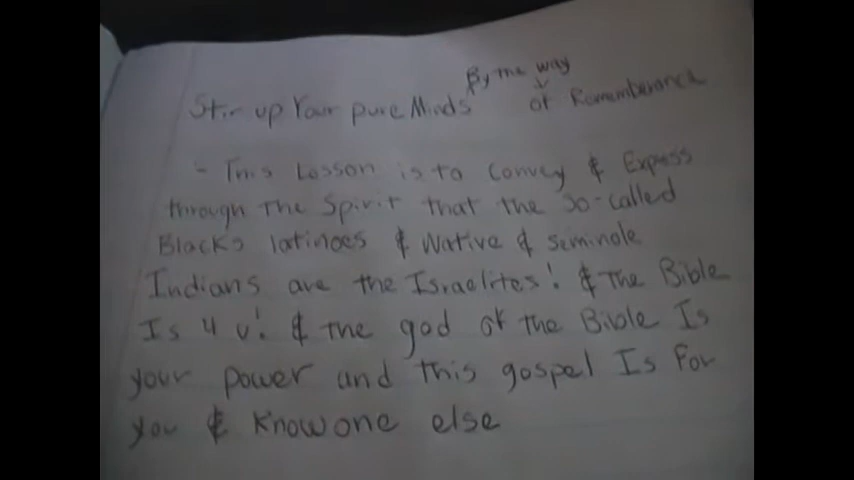 Stir up Your pure Minds By the way of Rememberance
- This Lesson is to Convey & Express
through The Spirit that the so-called
Blacks latinoes & Native & seminole
Indians are the Israelites! & The Bible
Is 4 U! & the god of the Bible Is
your power and this gospel Is For
you & Knowone else